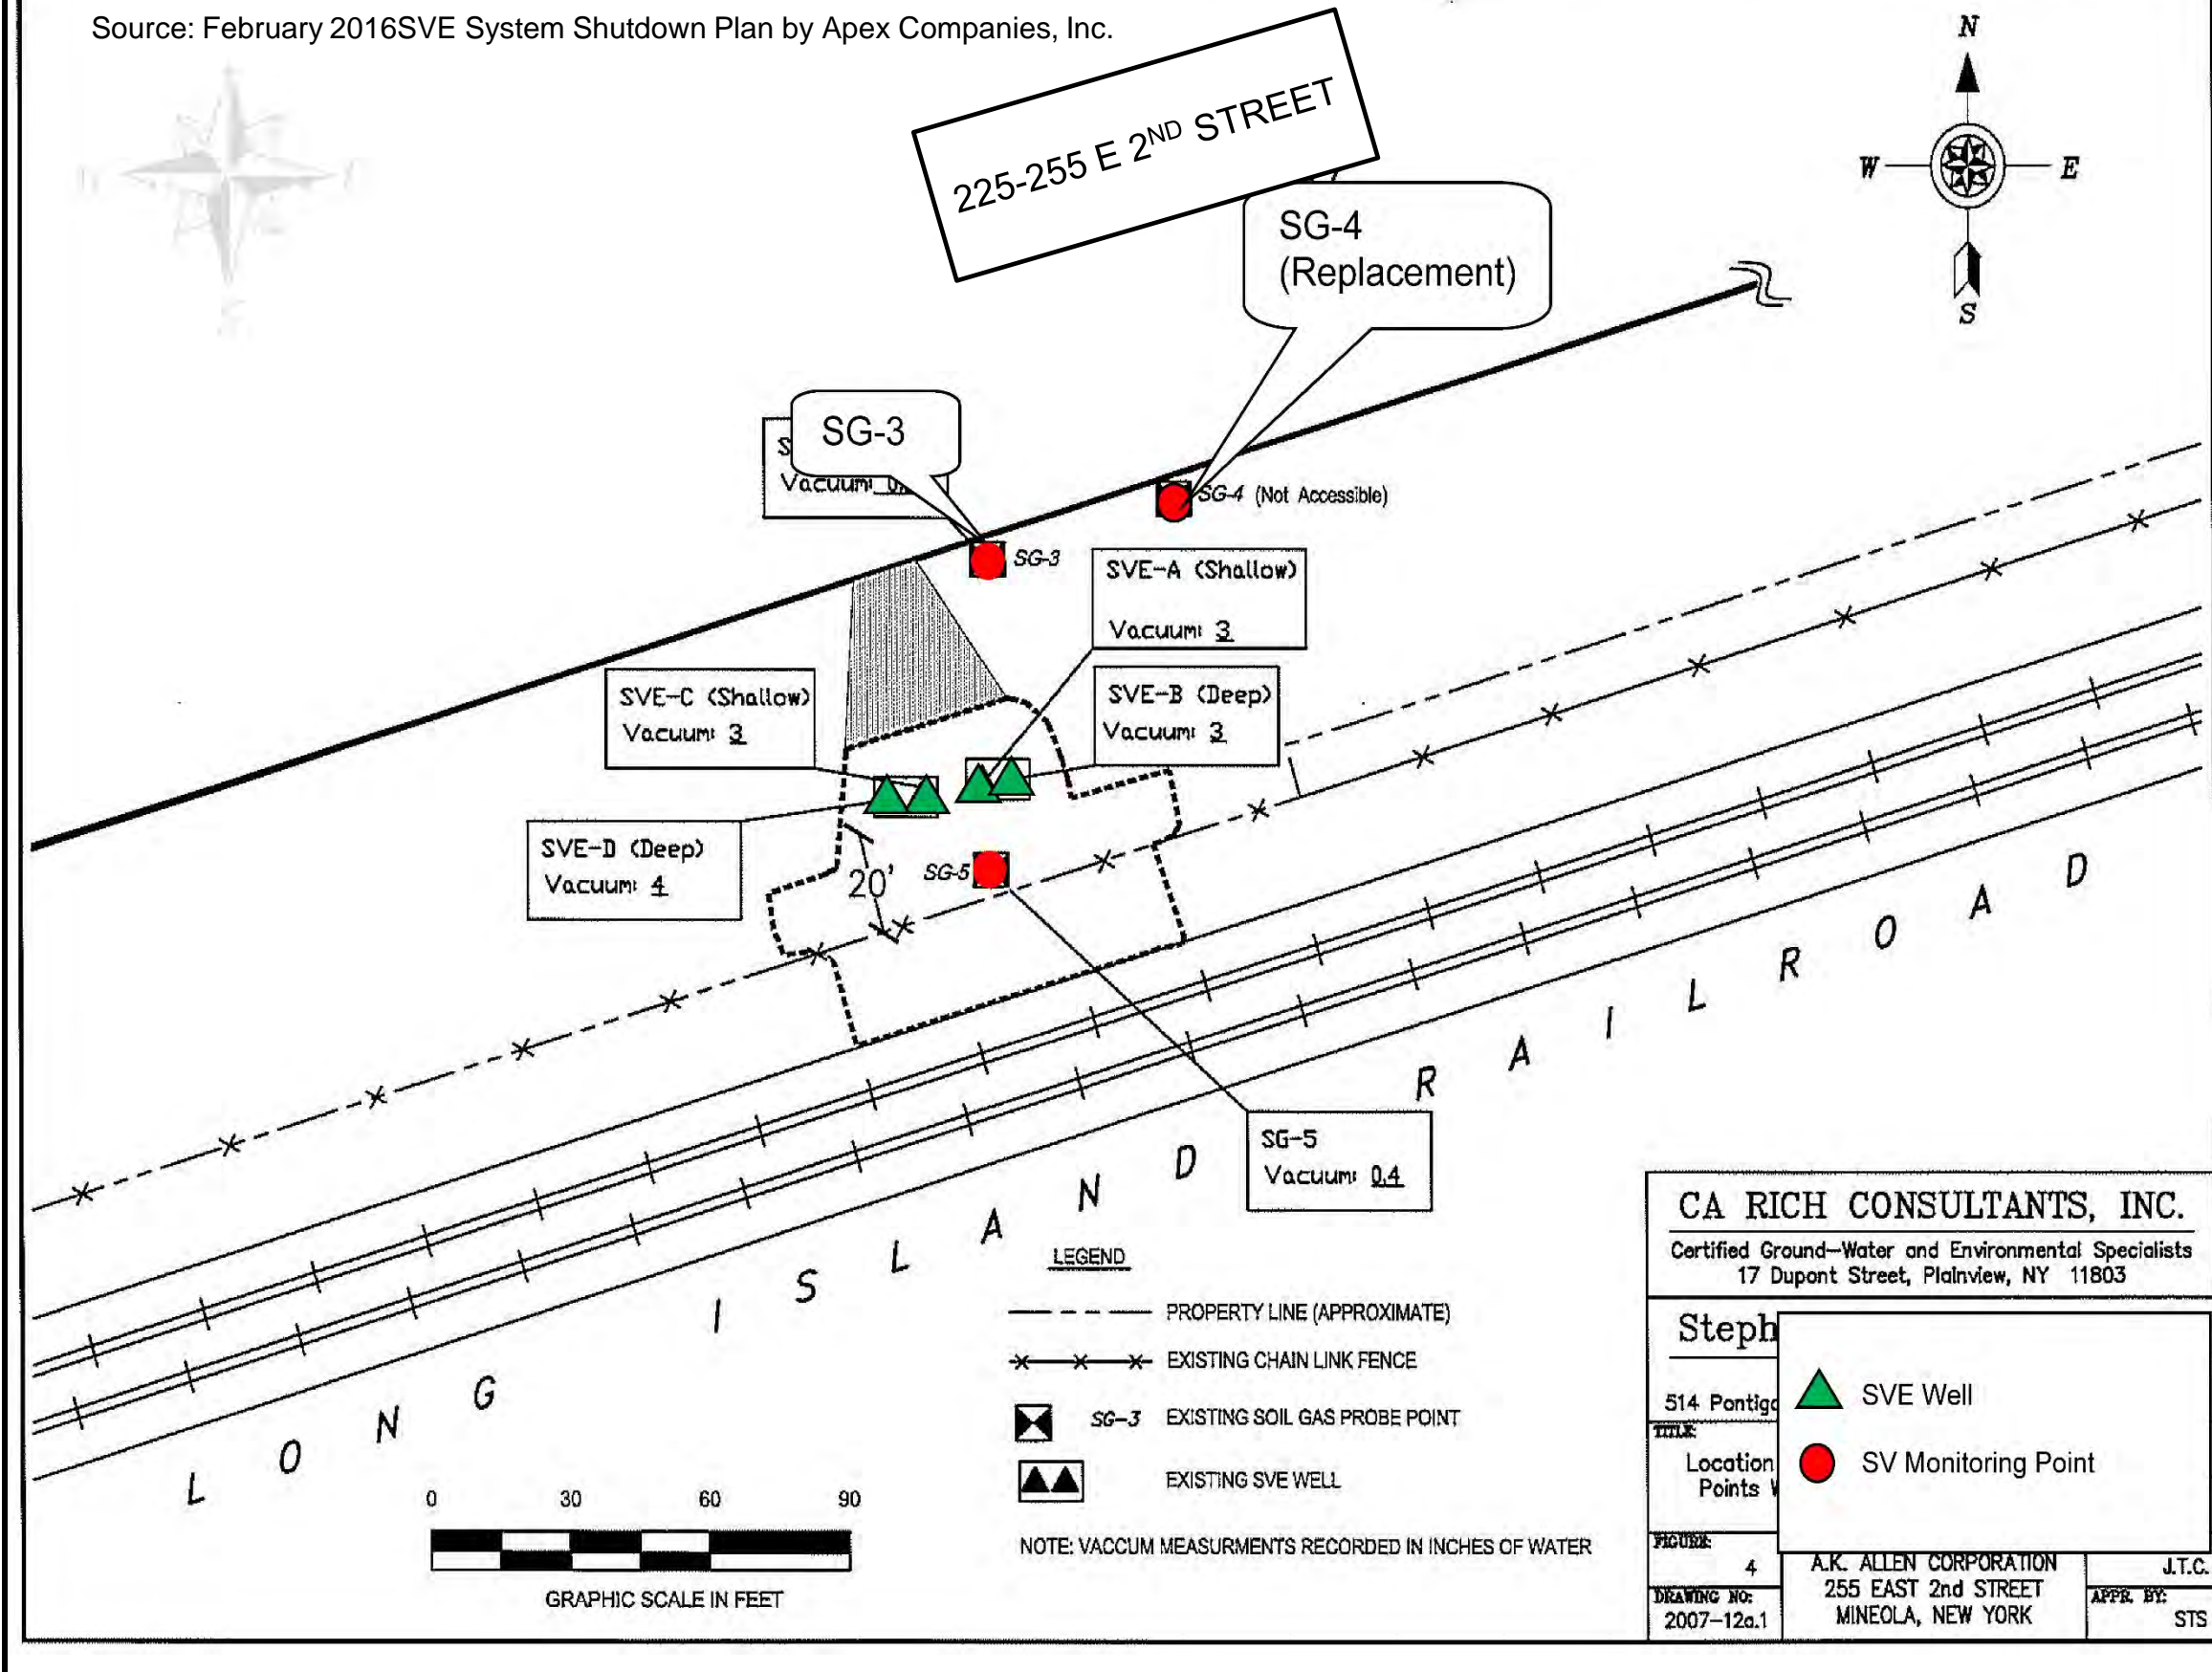 Source: February 2016SVE System Shutdown Plan by Apex Companies, Inc.
225-255 E 2ND STREET
N
W
E
S
SG-4
(Replacement)
SG-3
S
Vacuum:
SG-4 (Not Accessible)
SG-3
SVE-A (Shallow)
Vacuum: 3
SVE-C (Shallow)
Vacuum: 3
SVE-B (Deep)
Vacuum: 3
SVE-D (Deep)
Vacuum: 4
20'
SG-5
SG-5
Vacuum: 0.4
LONG ISLAND RAILROAD
LEGEND
PROPERTY LINE (APPROXIMATE)
EXISTING CHAIN LINK FENCE
SG-3 EXISTING SOIL GAS PROBE POINT
EXISTING SVE WELL
NOTE: VACCUM MEASURMENTS RECORDED IN INCHES OF WATER
0 30 60 90
GRAPHIC SCALE IN FEET
CA RICH CONSULTANTS, INC.
Certified Ground-Water and Environmental Specialists
17 Dupont Street, Plainview, NY 11803
Steph
514 Pontig
TITLE:
Location
Points
SVE Well
SV Monitoring Point
FIGURE:
4
DRAWING NO:
2007-12a.1
A.K. ALLEN CORPORATION
255 EAST 2nd STREET
MINEOLA, NEW YORK
J.T.C.
APPR. BY:
STS